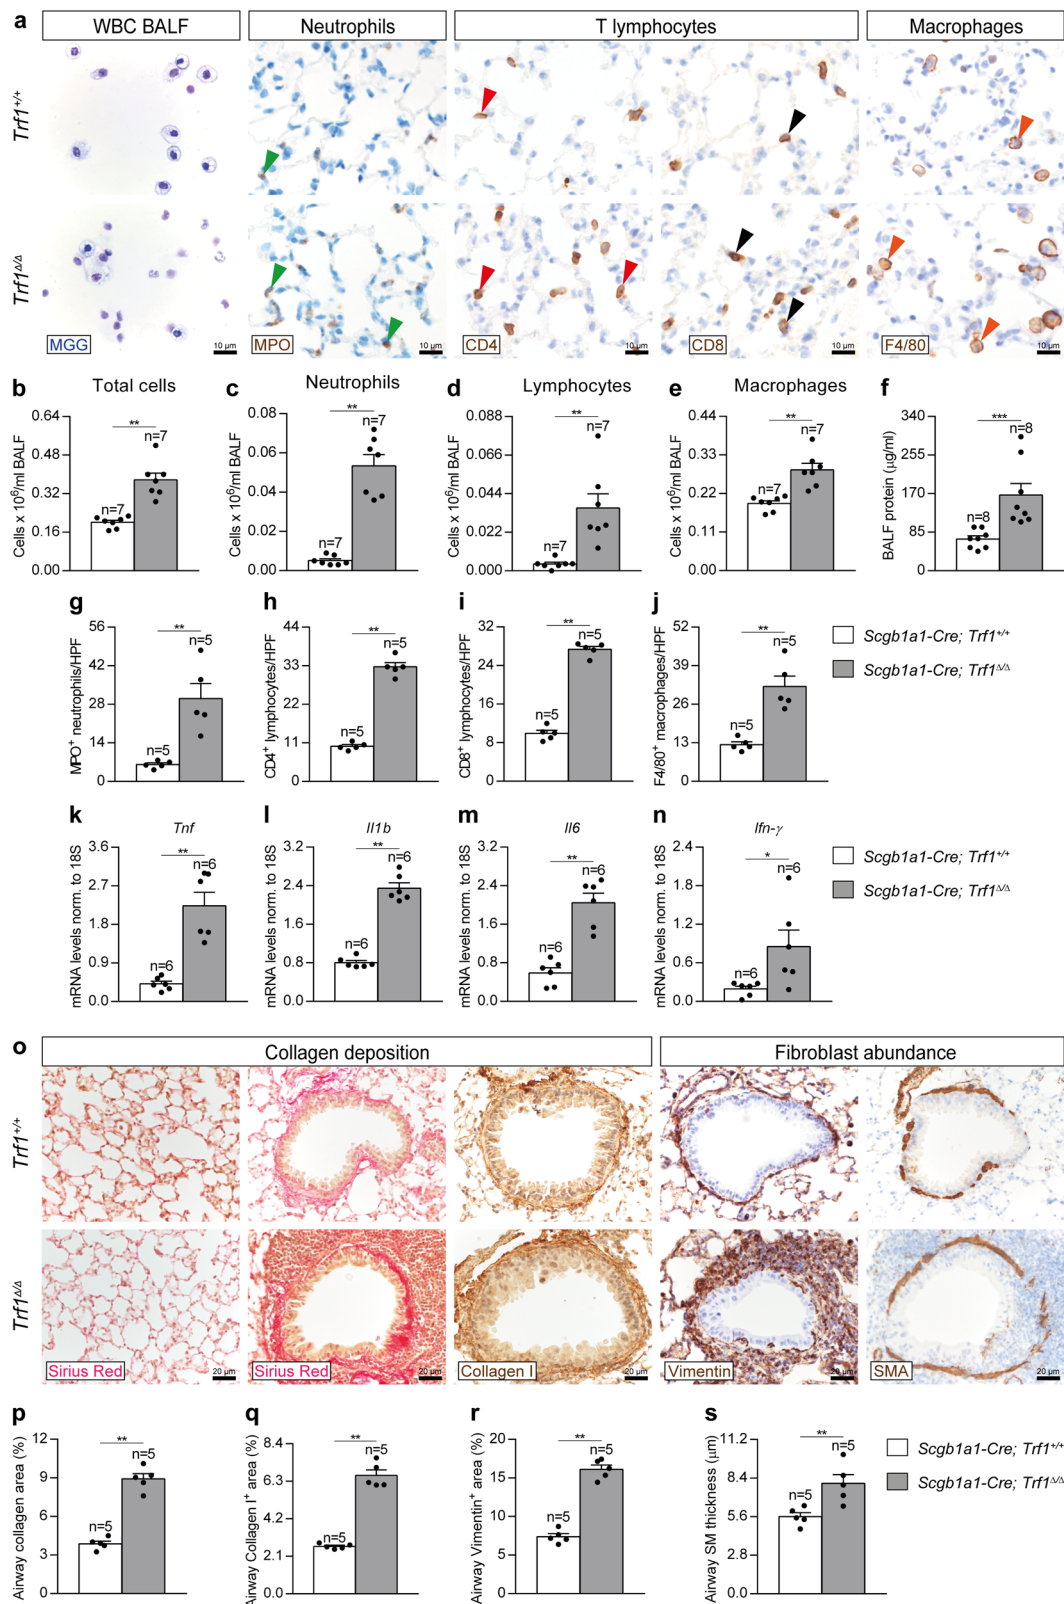 a WBC BALF Neutrophils T lymphocytes Macrophages
Trf1+/+
Trf1Δ/Δ
MGG 10 µm MPO 10 µm CD4 10 µm CD8 10 µm F4/80 10 µm
b Total cells
Cells x 10⁶/ml BALF
0.64
0.48
0.32
0.16
0.00
**
n=7
n=7
c Neutrophils
Cells x 10⁶/ml BALF
0.08
0.06
0.04
0.02
0.00
**
n=7
n=7
d Lymphocytes
Cells x 10⁶/ml BALF
0.088
0.066
0.044
0.022
0.000
**
n=7
n=7
e Macrophages
Cells x 10⁶/ml BALF
0.44
0.33
0.22
0.11
0.00
**
n=7
n=7
f
BALF protein (µg/ml)
340
255
170
85
0
***
n=8
n=8
g
MPO⁺ neutrophils/HPF
56
42
28
14
0
**
n=5
n=5
h
CD4⁺ lymphocytes/HPF
44
33
22
11
0
**
n=5
n=5
i
CD8⁺ lymphocytes/HPF
32
24
16
8
0
**
n=5
n=5
j
F4/80⁺ macrophages/HPF
52
39
26
13
0
**
n=5
n=5
Scgb1a1-Cre; Trf1+/+
Scgb1a1-Cre; Trf1Δ/Δ
k Tnf
mRNA levels norm. to 18S
3.6
2.7
1.8
0.9
0.0
**
n=6
n=6
l Il1b
mRNA levels norm. to 18S
3.2
2.4
1.6
0.8
0.0
**
n=6
n=6
m Il6
mRNA levels norm. to 18S
3.2
2.4
1.6
0.8
0.0
**
n=6
n=6
n Ifn-γ
mRNA levels norm. to 18S
2.4
1.8
1.2
0.6
0.0
*
n=6
n=6
Scgb1a1-Cre; Trf1+/+
Scgb1a1-Cre; Trf1Δ/Δ
o Collagen deposition Fibroblast abundance
Trf1+/+
Trf1Δ/Δ
Sirius Red 20 µm Sirius Red 20 µm Collagen I 20 µm Vimentin 20 µm SMA 20 µm
p
Airway collagen area (%)
12
9
6
3
0
**
n=5
n=5
q
Airway Collagen I⁺ area (%)
8.4
6.3
4.2
2.1
0.0
**
n=5
n=5
r
Airway Vimentin⁺ area (%)
20
15
10
5
0
**
n=5
n=5
s
Airway SM thickness (µm)
11.2
8.4
5.6
2.8
0.0
**
n=5
n=5
Scgb1a1-Cre; Trf1+/+
Scgb1a1-Cre; Trf1Δ/Δ